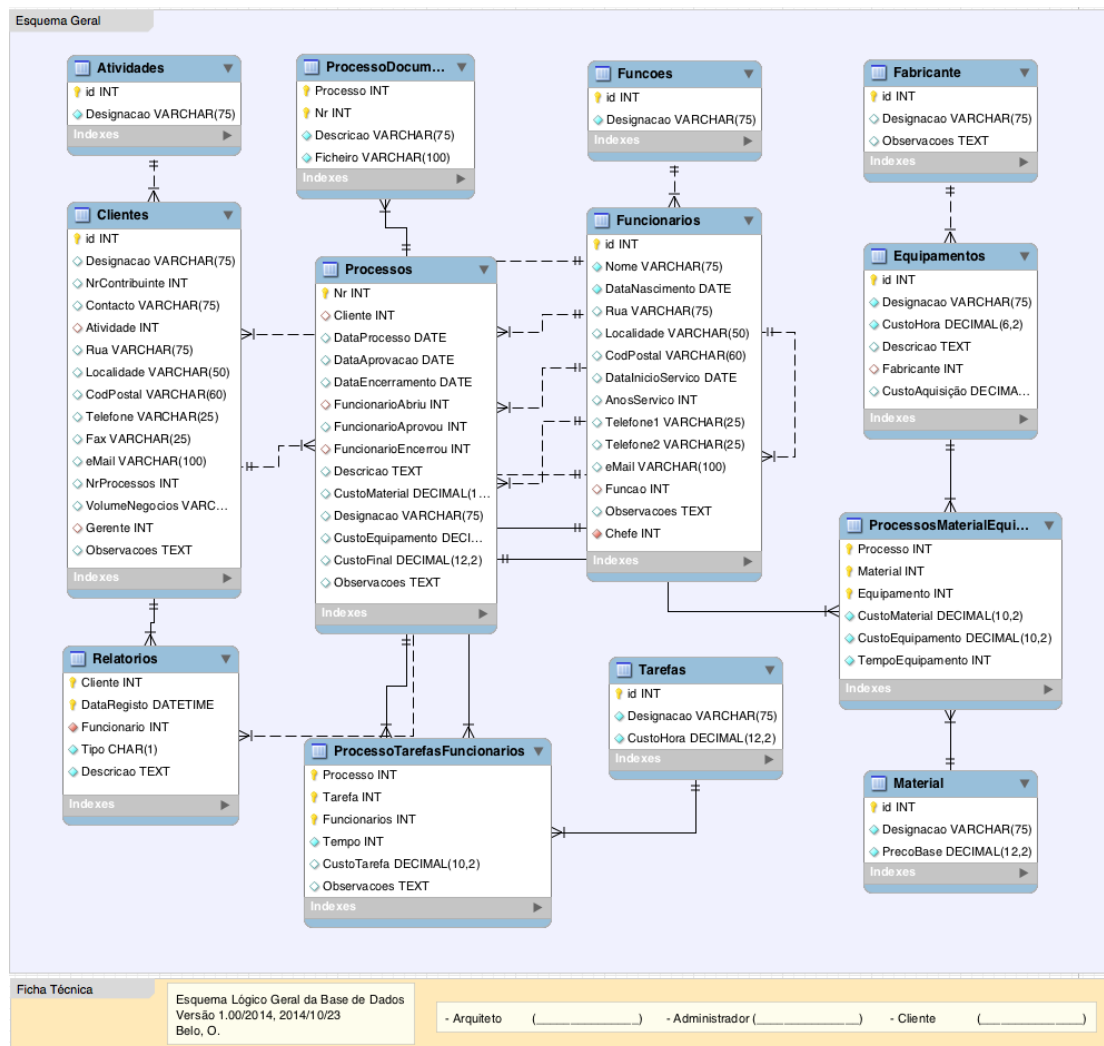 Esquema Geral
Atividades
id INT
Designacao VARCHAR(75)
Indexes
ProcessoDocum...
Processo INT
Nr INT
Descricao VARCHAR(75)
Ficheiro VARCHAR(100)
Indexes
Funcoes
id INT
Designacao VARCHAR(75)
Indexes
Fabricante
id INT
Designacao VARCHAR(75)
Observacoes TEXT
Indexes
Clientes
id INT
Designacao VARCHAR(75)
NrContribuinte INT
Contacto VARCHAR(75)
Atividade INT
Rua VARCHAR(75)
Localidade VARCHAR(50)
CodPostal VARCHAR(60)
Telefone VARCHAR(25)
Fax VARCHAR(25)
eMail VARCHAR(100)
NrProcessos INT
VolumeNegocios VARC...
Gerente INT
Observacoes TEXT
Indexes
Processos
Nr INT
Cliente INT
DataProcesso DATE
DataAprovacao DATE
DataEncerramento DATE
FuncionarioAbriu INT
FuncionarioAprovou INT
FuncionarioEncerrou INT
Descricao TEXT
CustoMaterial DECIMAL(1...
Designacao VARCHAR(75)
CustoEquipamento DECI...
CustoFinal DECIMAL(12,2)
Observacoes TEXT
Indexes
Funcionarios
id INT
Nome VARCHAR(75)
DataNascimento DATE
Rua VARCHAR(75)
Localidade VARCHAR(50)
CodPostal VARCHAR(60)
DataInicioServico DATE
AnosServico INT
Telefone1 VARCHAR(25)
Telefone2 VARCHAR(25)
eMail VARCHAR(100)
Funcao INT
Observacoes TEXT
Chefe INT
Indexes
Equipamentos
id INT
Designacao VARCHAR(75)
CustoHora DECIMAL(6,2)
Descricao TEXT
Fabricante INT
CustoAquisição DECIMA...
Indexes
ProcessosMaterialEqui...
Processo INT
Material INT
Equipamento INT
CustoMaterial DECIMAL(10,2)
CustoEquipamento DECIMAL(10,2)
TempoEquipamento INT
Indexes
Relatorios
Cliente INT
DataRegisto DATETIME
Funcionario INT
Tipo CHAR(1)
Descricao TEXT
Indexes
ProcessoTarefasFuncionarios
Processo INT
Tarefa INT
Funcionarios INT
Tempo INT
CustoTarefa DECIMAL(10,2)
Observacoes TEXT
Indexes
Tarefas
id INT
Designacao VARCHAR(75)
CustoHora DECIMAL(12,2)
Indexes
Material
id INT
Designacao VARCHAR(75)
PrecoBase DECIMAL(12,2)
Indexes
Ficha Técnica
Esquema Lógico Geral da Base de Dados
Versão 1.00/2014, 2014/10/23
Belo, O.
- Arquiteto (________________) - Administrador (________________) - Cliente (________________)